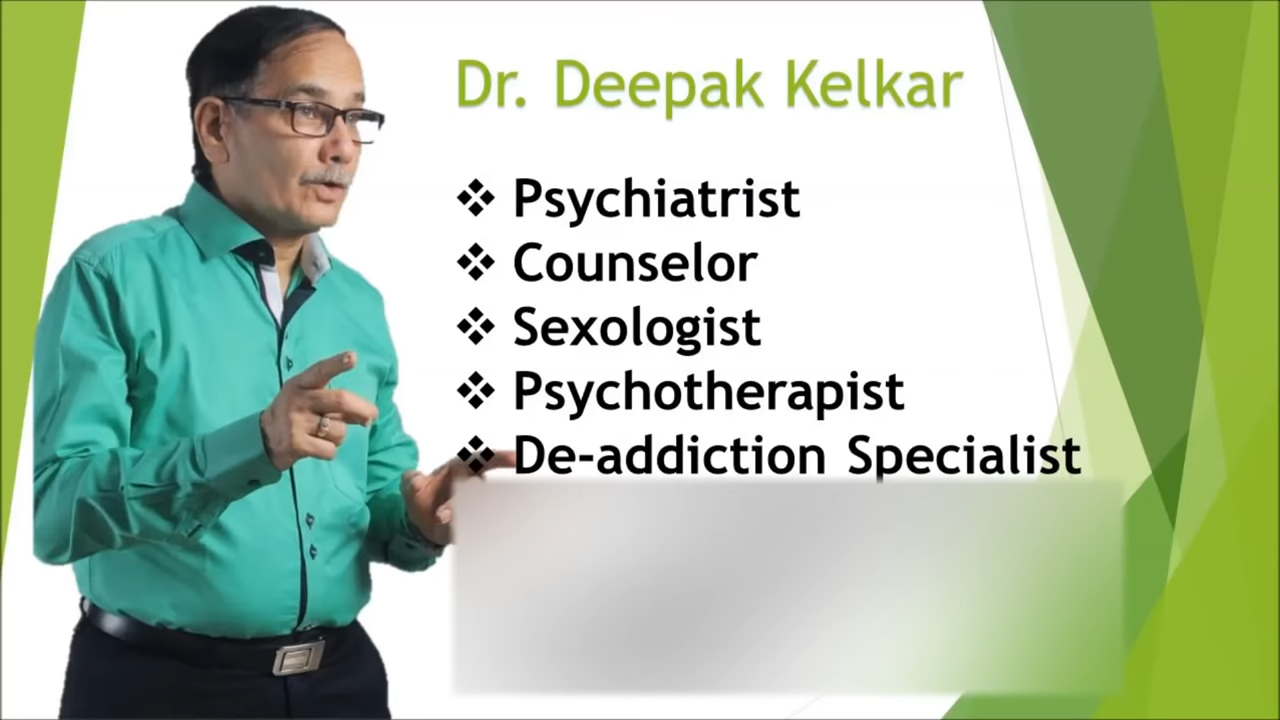 Dr. Deepak Kelkar
❖ Psychiatrist
❖ Counselor
❖ Sexologist
❖ Psychotherapist
❖ De-addiction Specialist